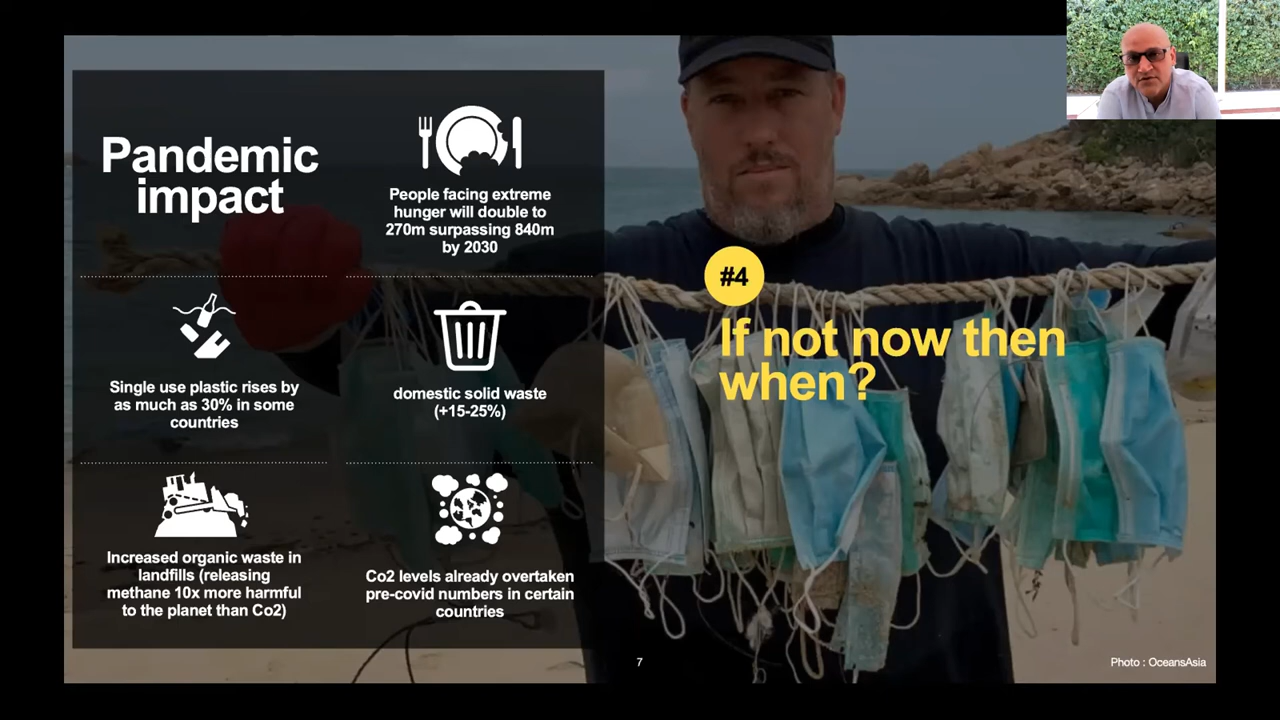 Pandemic
impact
People facing extreme
hunger will double to
270m surpassing 840m
by 2030
Single use plastic rises by
as much as 30% in some
countries
domestic solid waste
(+15-25%)
Increased organic waste in
landfills (releasing
methane 10x more harmful
to the planet than Co2)
Co2 levels already overtaken
pre-covid numbers in certain
countries
#4
If not now then
when?
7
Photo : OceansAsia